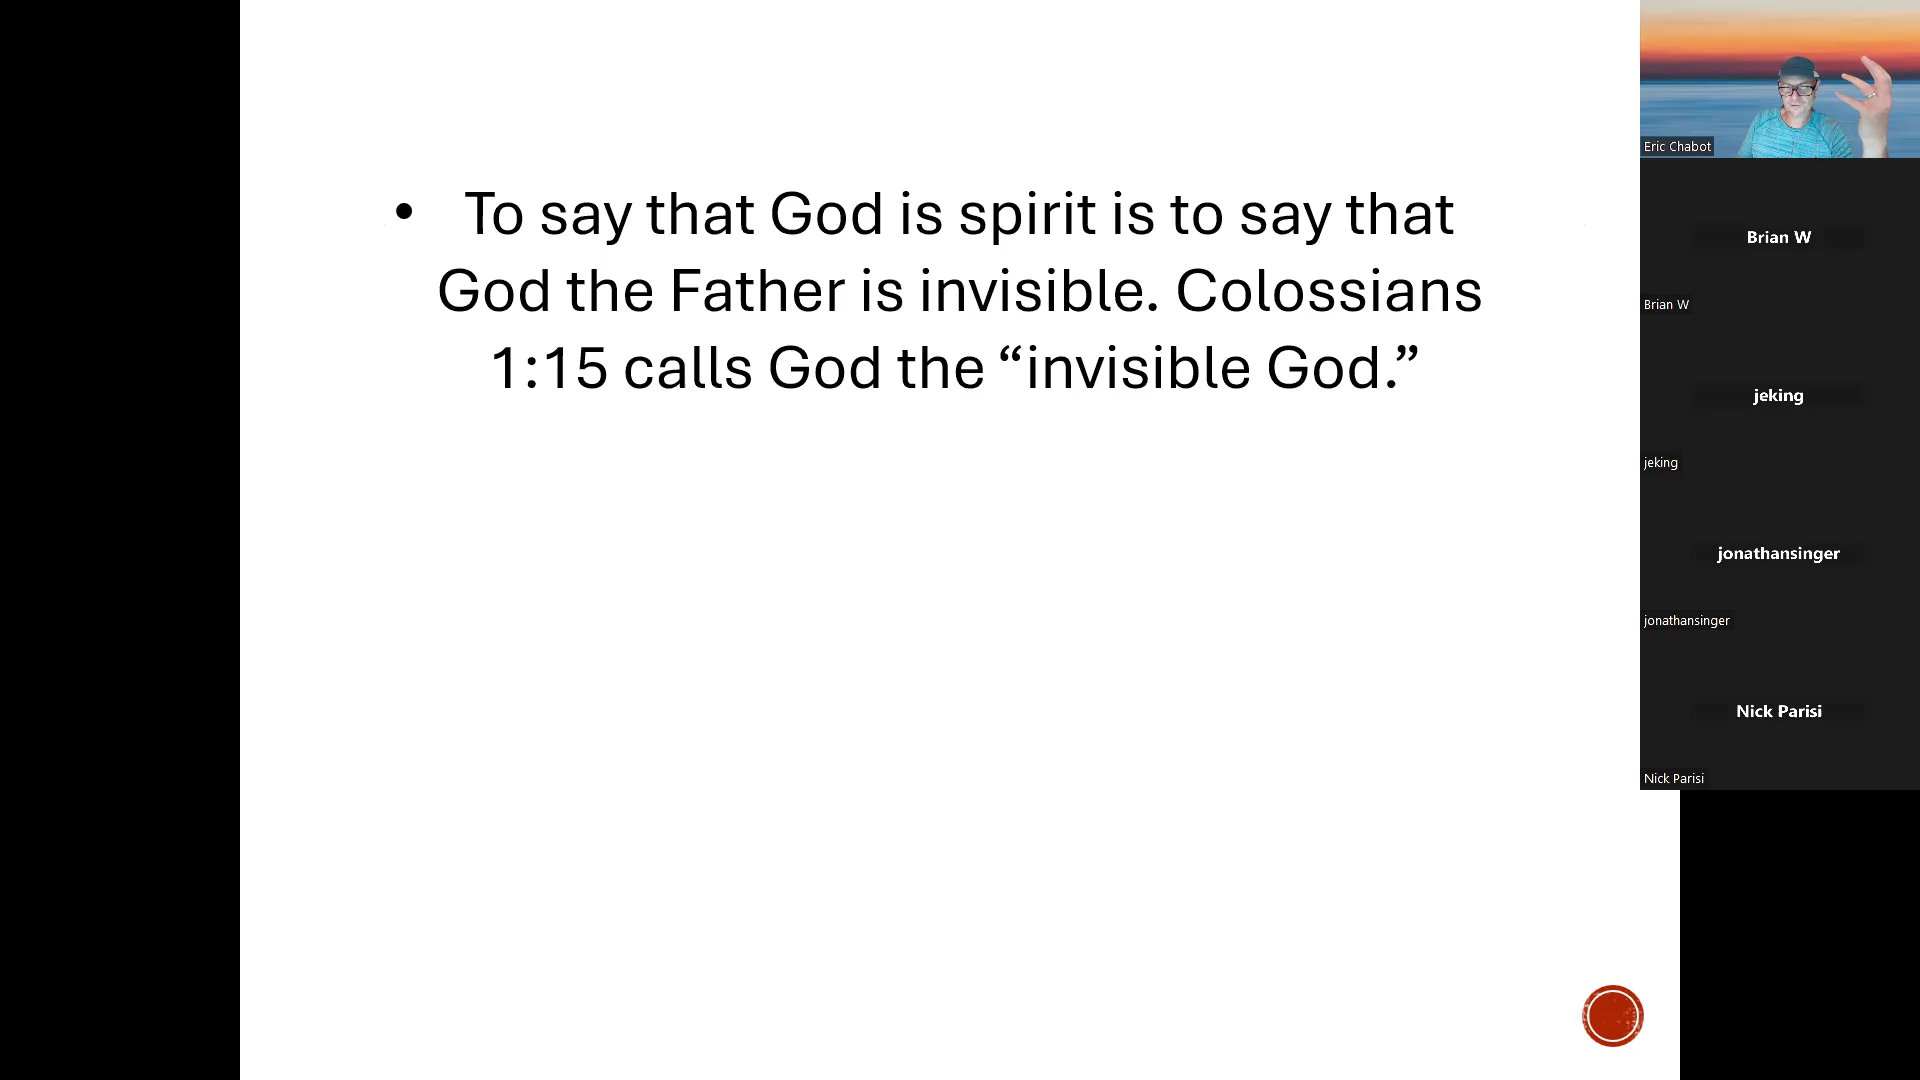 • To say that God is spirit is to say that
God the Father is invisible. Colossians
1:15 calls God the “invisible God.”
Eric Chabot
Brian W
Brian W
jeking
jeking
jonathansinger
jonathansinger
Nick Parisi
Nick Parisi